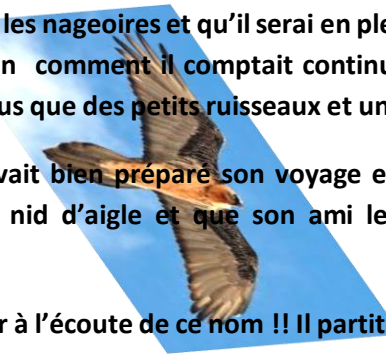 les nageoires et qu'il serai en ple
n comment il comptait continu
us que des petits ruisseaux et un
vait bien préparé son voyage e
nid d'aigle et que son ami le
r à l'écoute de ce nom !! Il partit